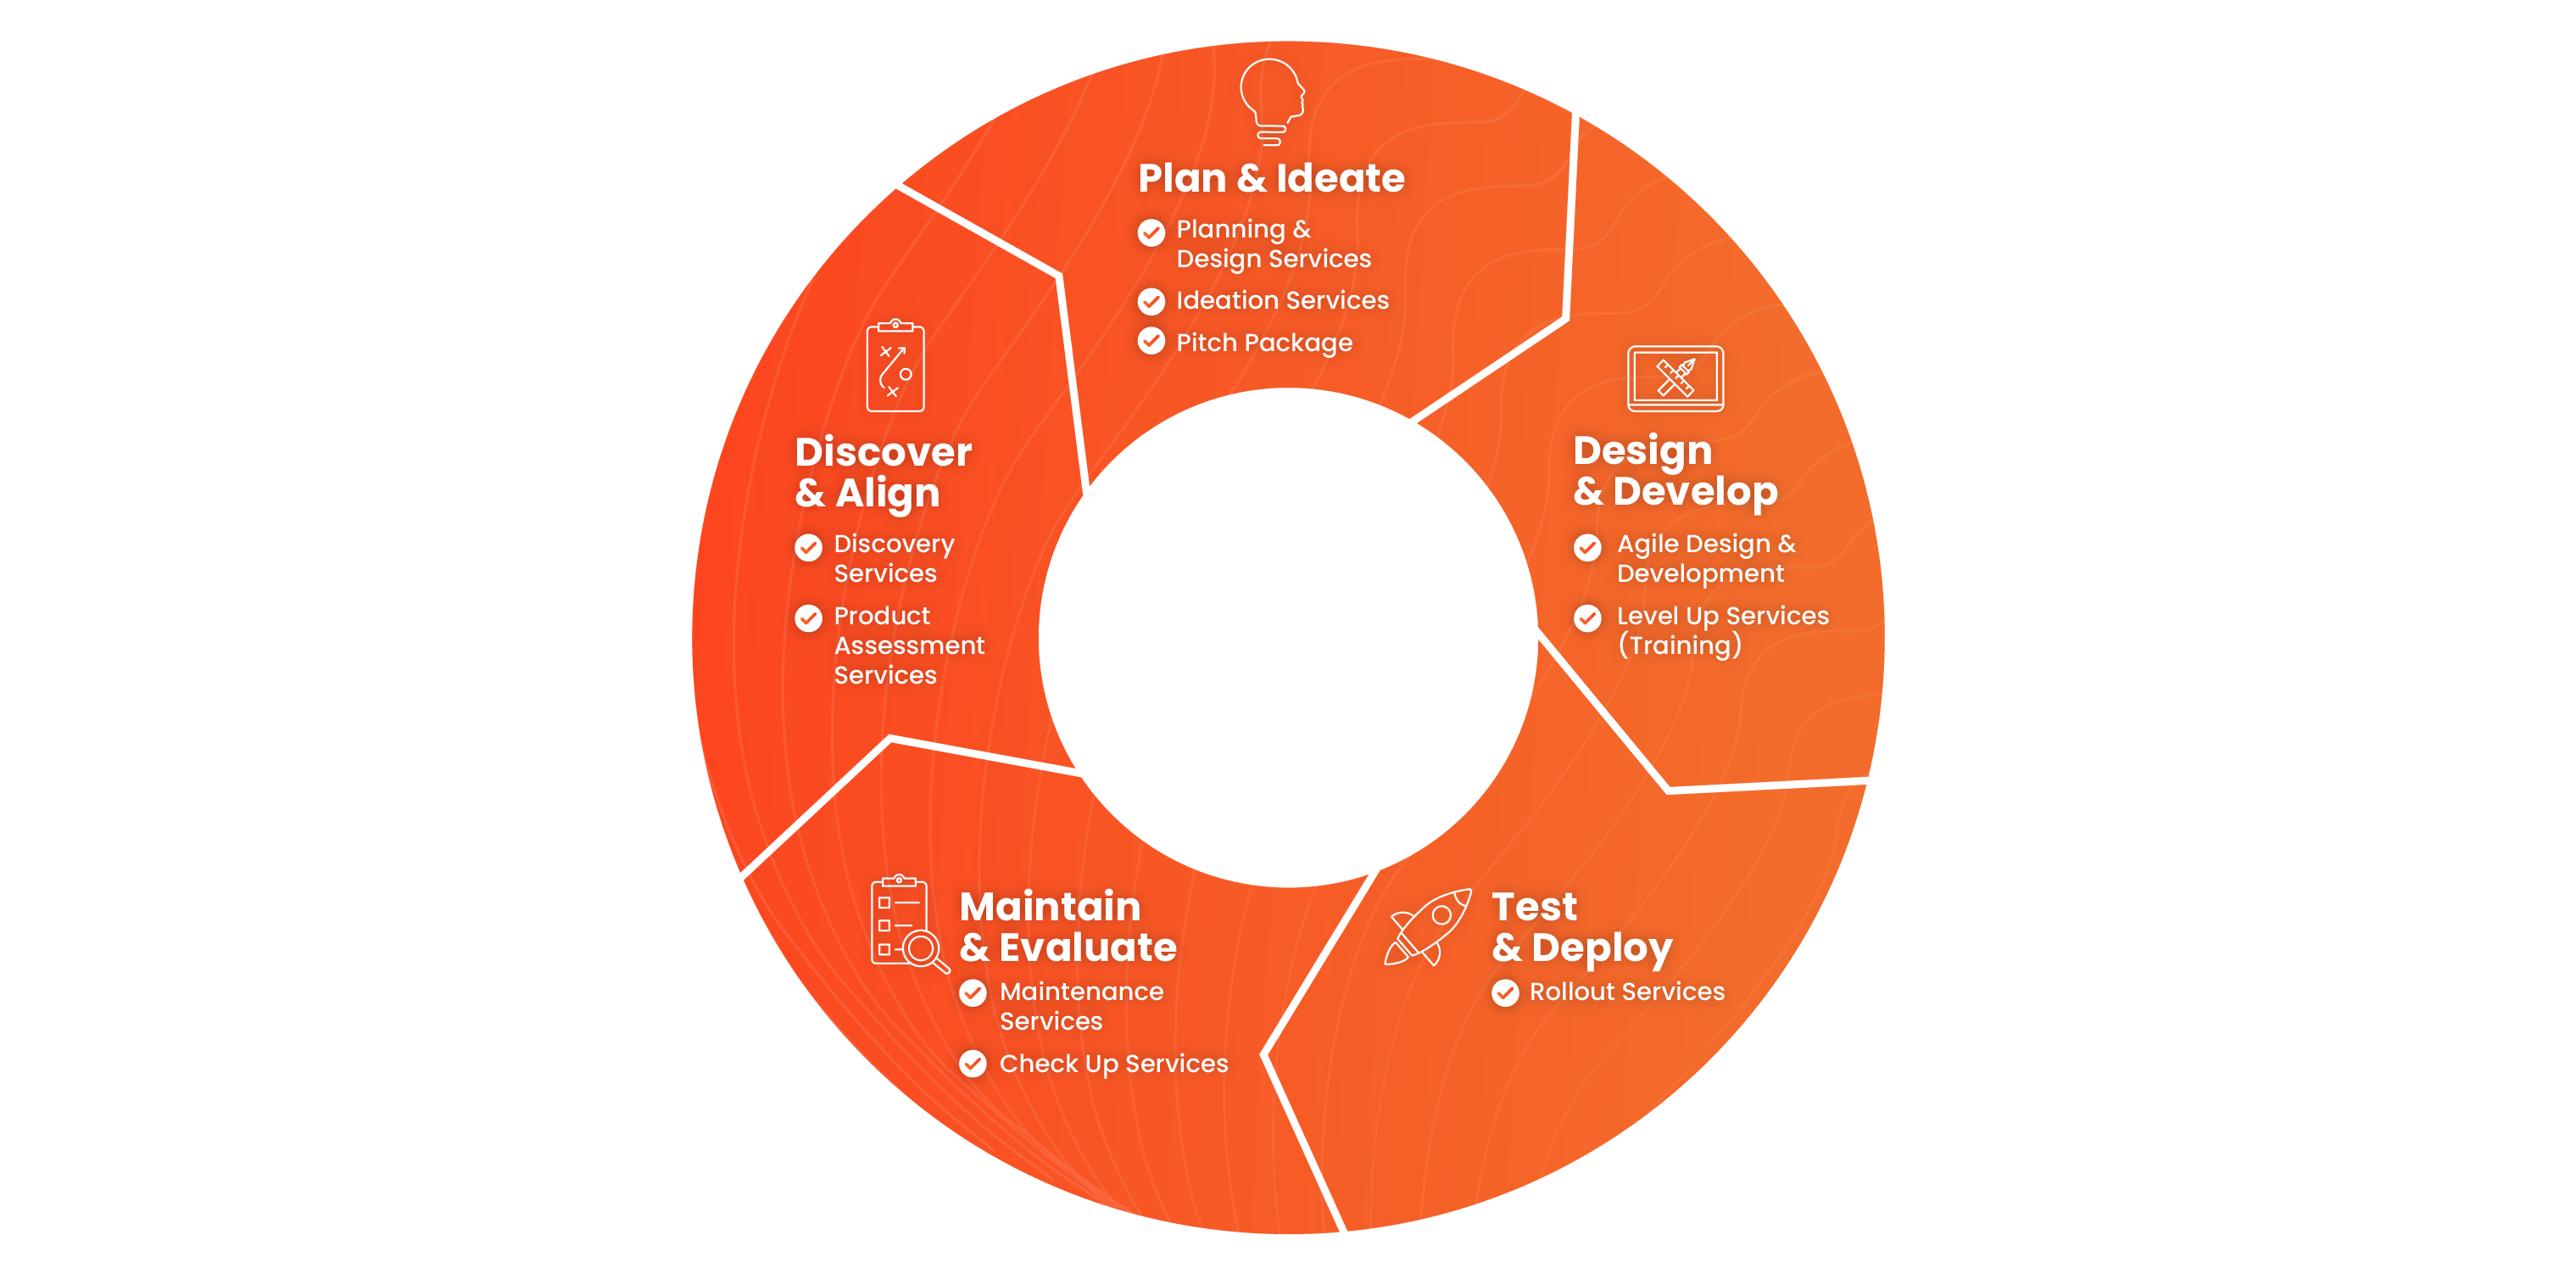 Plan & Ideate
Planning &
Design Services
Ideation Services
Pitch Package
Design
& Develop
Agile Design &
Development
Level Up Services
(Training)
Test
& Deploy
Rollout Services
Maintain
& Evaluate
Maintenance
Services
Check Up Services
Discover
& Align
Discovery
Services
Product
Assessment
Services